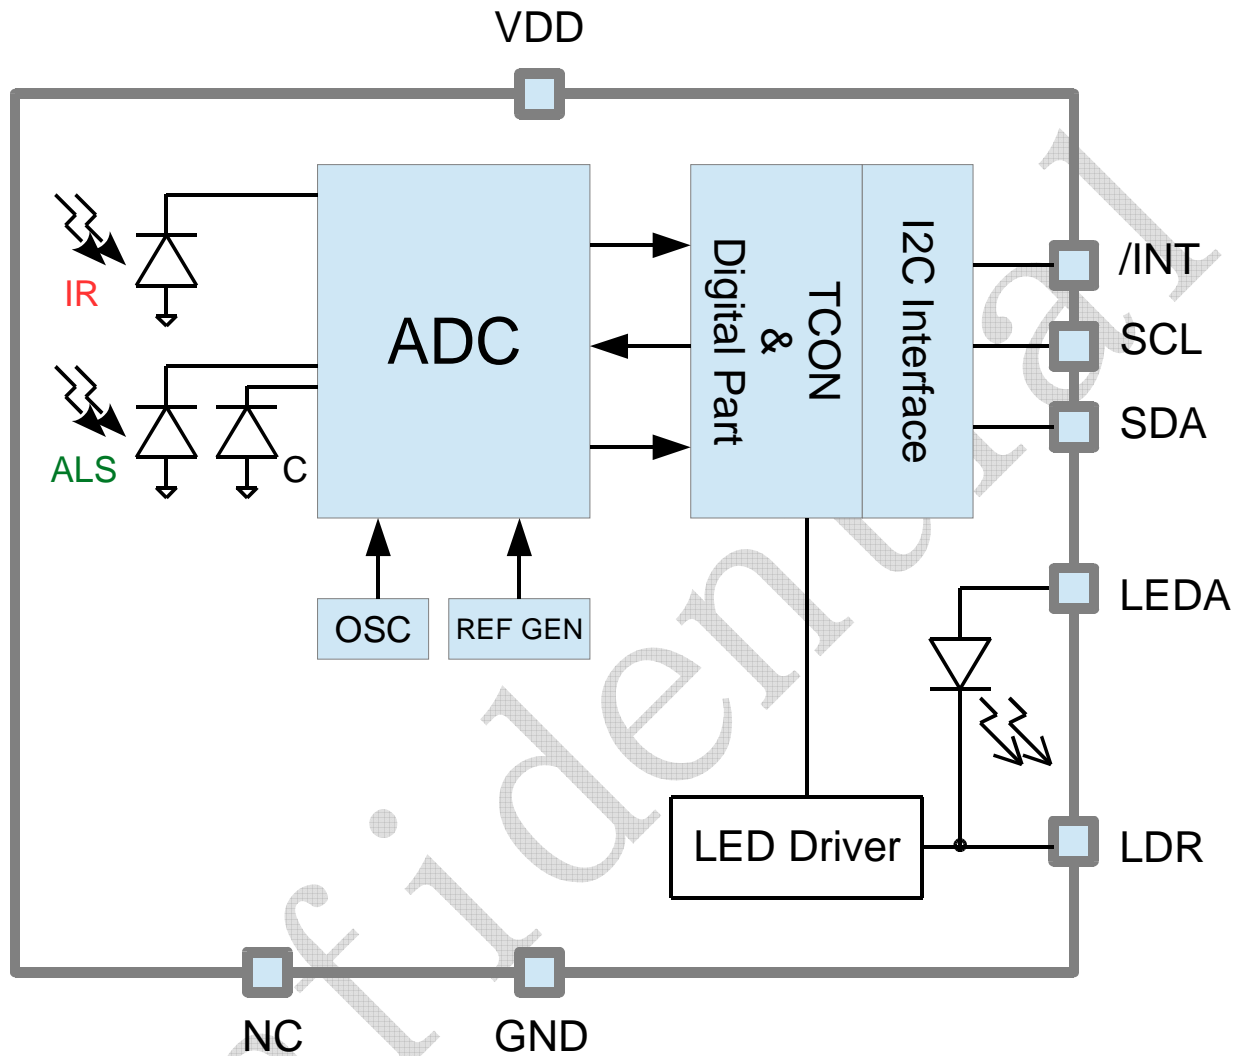 VDD
IR
ADC
TCON
&
Digital Part
I2C Interface
/INT
SCL
SDA
ALS
C
OSC
REF GEN
LEDA
LED Driver
LDR
NC
GND